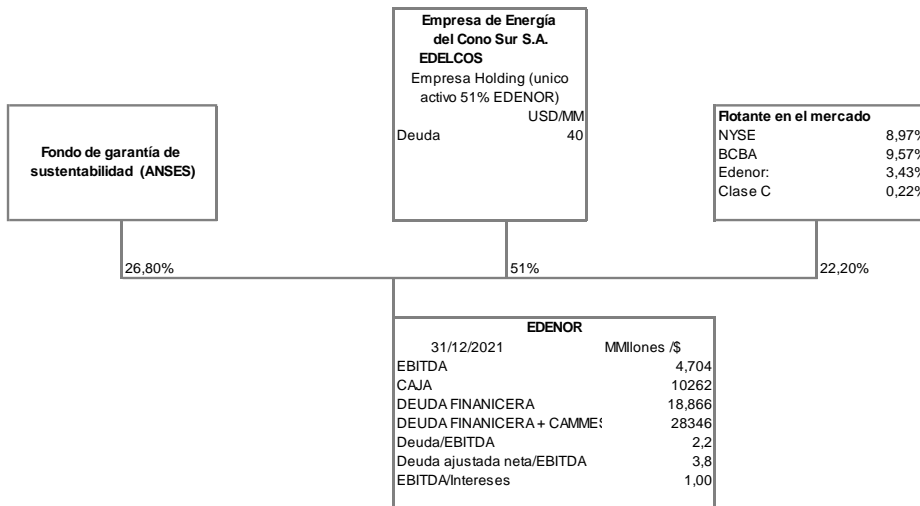 Empresa de Energía
del Cono Sur S.A.
EDELCOS
Empresa Holding (unico
activo 51% EDENOR)
USD/MM
Deuda 40
Fondo de garantía de
sustentabilidad (ANSES)
Flotante en el mercado
NYSE 8,97%
BCBA 9,57%
Edenor: 3,43%
Clase C 0,22%
26,80%
51%
22,20%
EDENOR
31/12/2021 MMllones /$
EBITDA 4,704
CAJA 10262
DEUDA FINANICERA 18,866
DEUDA FINANICERA + CAMMES 28346
Deuda/EBITDA 2,2
Deuda ajustada neta/EBITDA 3,8
EBITDA/Intereses 1,00